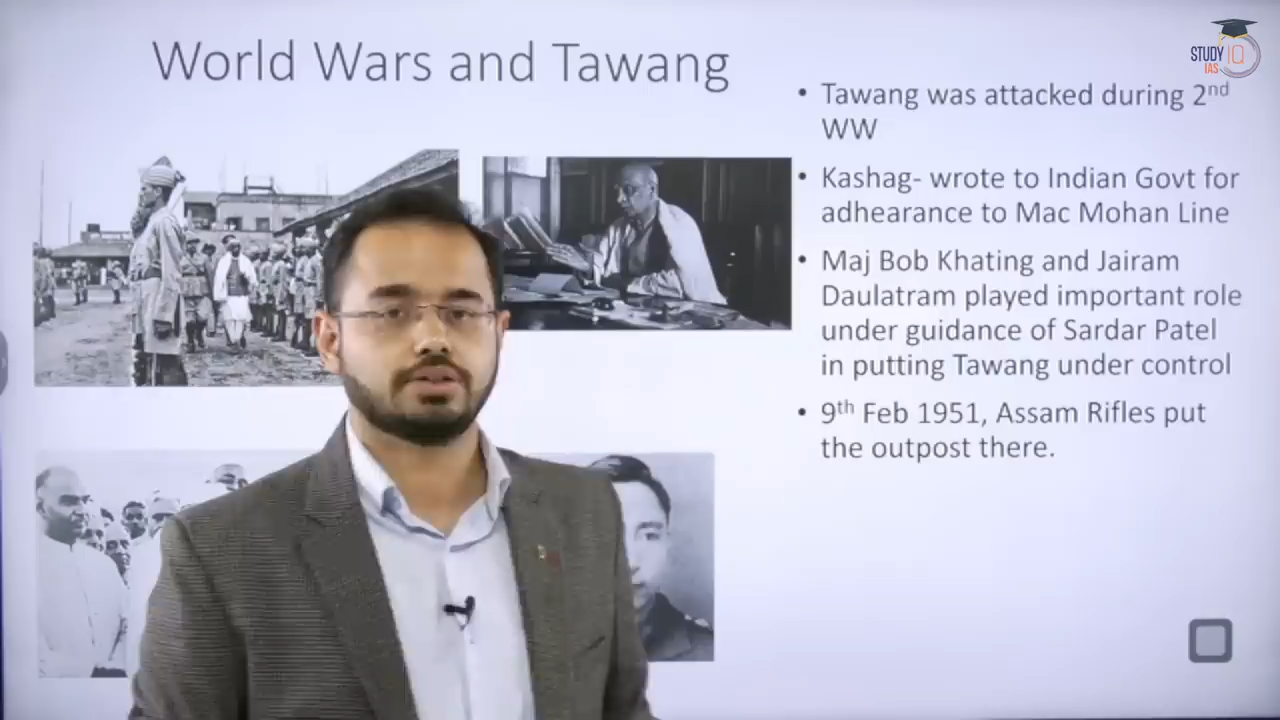 World Wars and Tawang
STUDY IQ
IAS
• Tawang was attacked during 2nd
WW
• Kashag- wrote to Indian Govt for
adhearance to Mac Mohan Line
• Maj Bob Khating and Jairam
Daulatram played important role
under guidance of Sardar Patel
in putting Tawang under control
• 9th Feb 1951, Assam Rifles put
the outpost there.